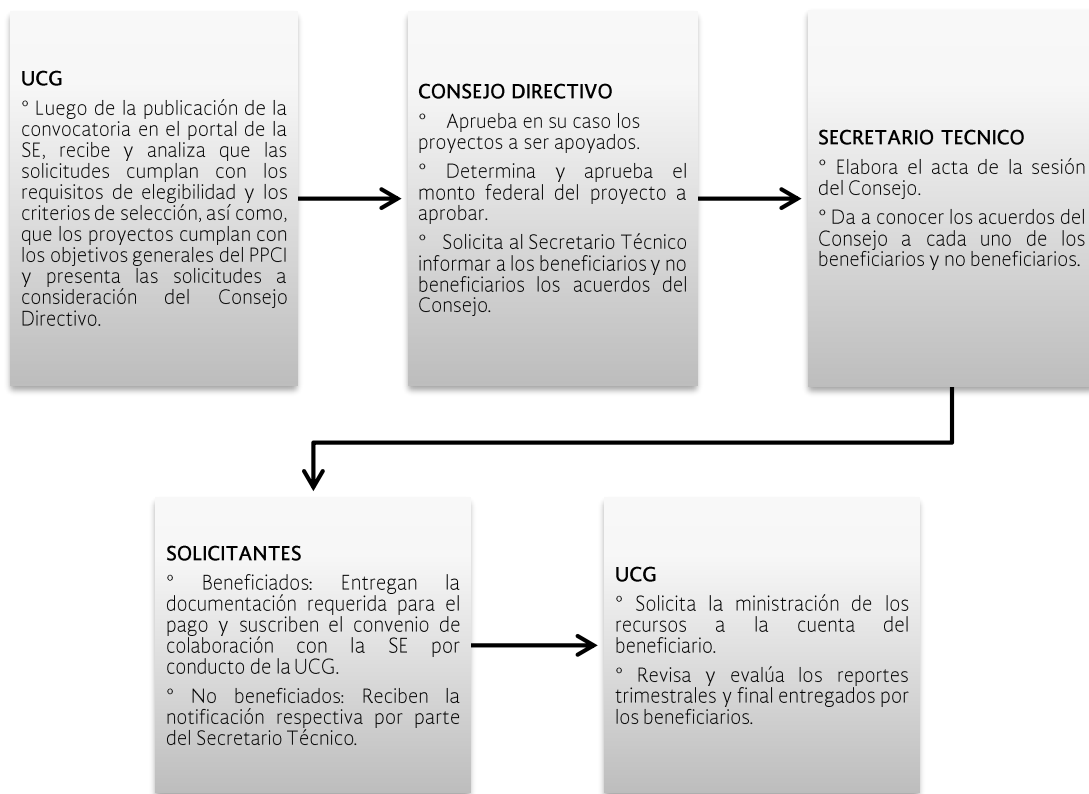 UCG
° Luego de la publicación de la
convocatoria en el portal de la
SE, recibe y analiza que las
solicitudes cumplan con los
requisitos de elegibilidad y los
criterios de selección, así como,
que los proyectos cumplan con
los objetivos generales del PPCI
y presenta las solicitudes a
consideración del Consejo
Directivo.
CONSEJO DIRECTIVO
° Aprueba en su caso los
proyectos a ser apoyados.
° Determina y aprueba el
monto federal del proyecto a
aprobar.
° Solicita al Secretario Técnico
informar a los beneficiarios y no
beneficiarios los acuerdos del
Consejo.
SECRETARIO TECNICO
° Elabora el acta de la sesión
del Consejo.
° Da a conocer los acuerdos del
Consejo a cada uno de los
beneficiarios y no beneficiarios.
SOLICITANTES
° Beneficiados: Entregan la
documentación requerida para el
pago y suscriben el convenio de
colaboración con la SE por
conducto de la UCG.
° No beneficiados: Reciben la
notificación respectiva por parte
del Secretario Técnico.
UCG
° Solicita la ministración de los
recursos a la cuenta del
beneficiario.
° Revisa y evalúa los reportes
trimestrales y final entregados por
los beneficiarios.